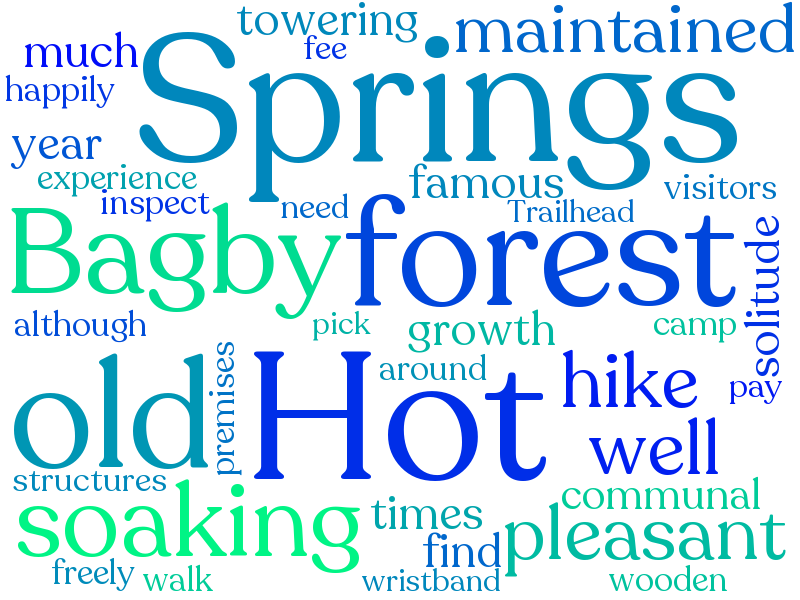 towering
maintained
much
fee
Springs
happily
year
experience
famous
visitors
inspect
need
Trailhead
Bagby
forest
solitude
although
pick
growth
camp
old
premises
Hot
around
hike
pay
well
structures
soaking
times
communal
pleasant
find
freely
walk
wristband
wooden